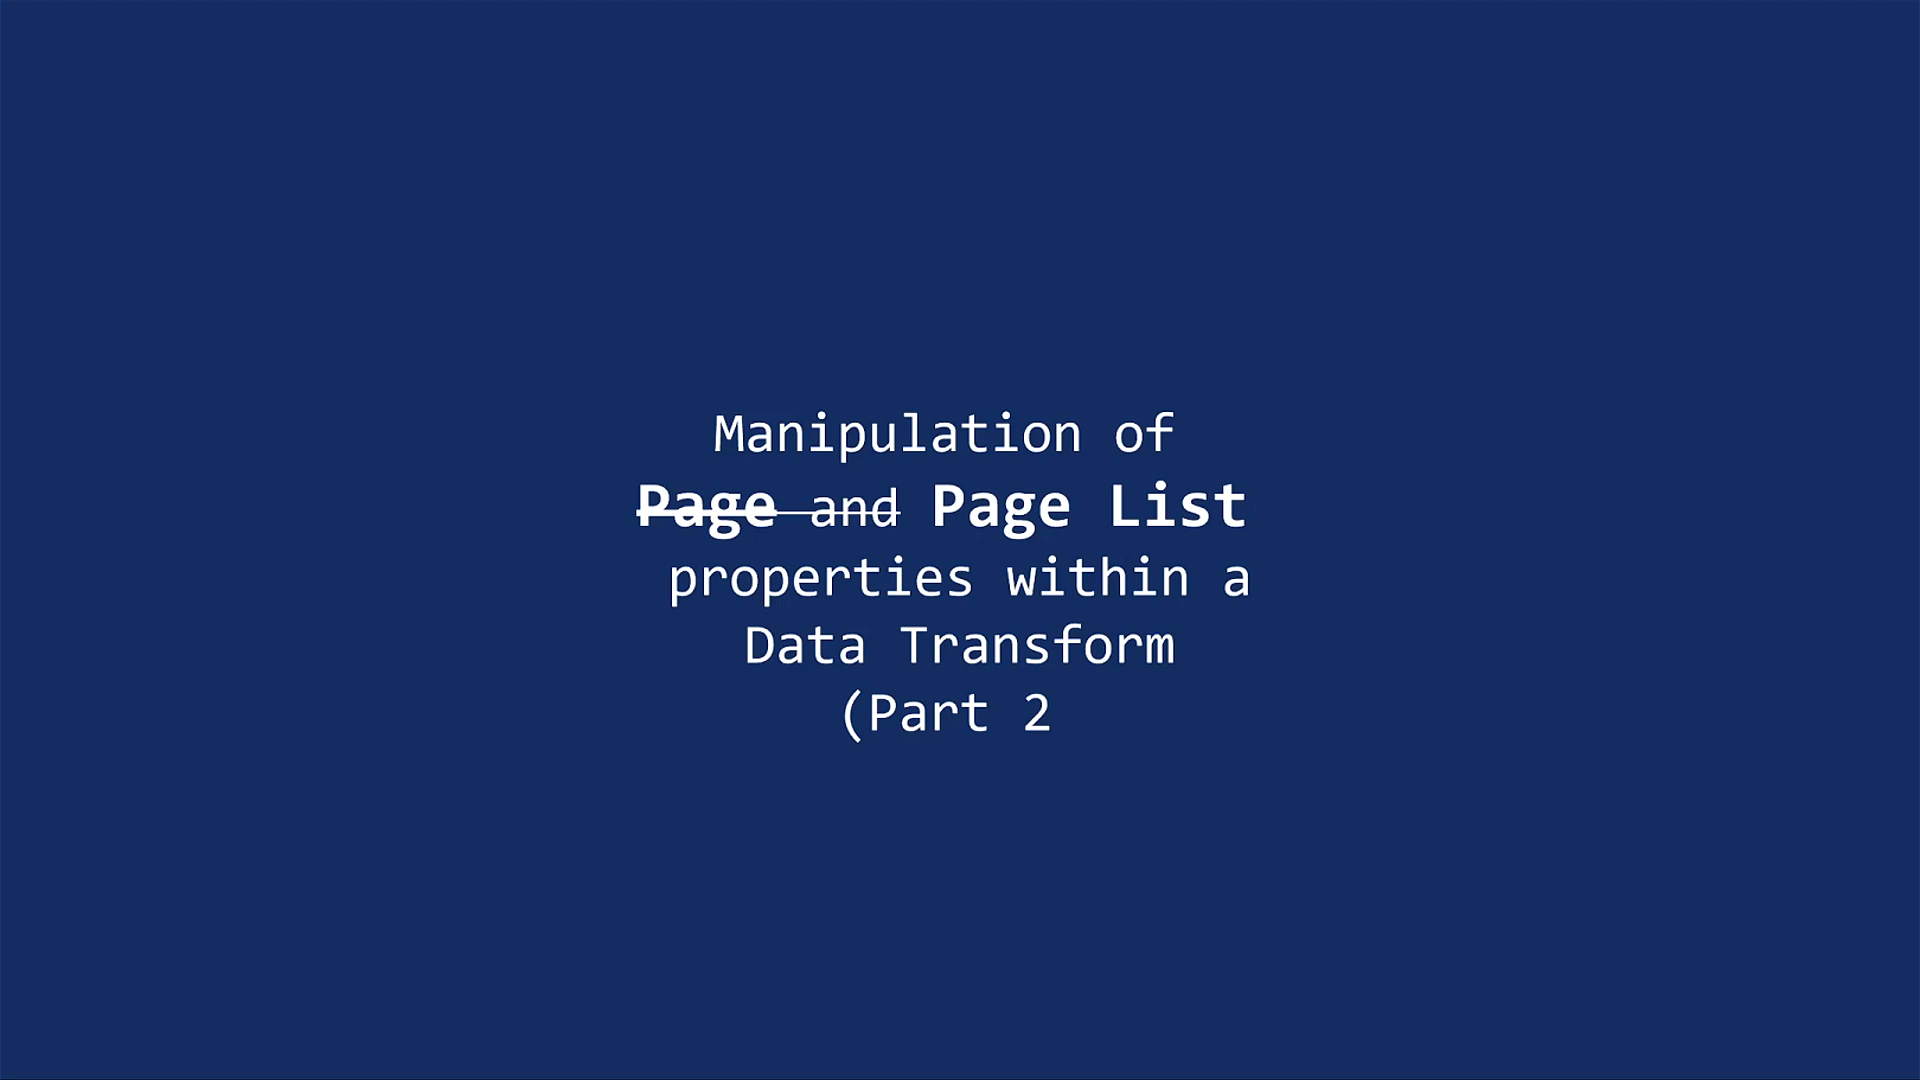 Manipulation of
Page and Page List
properties within a
Data Transform
(Part 2